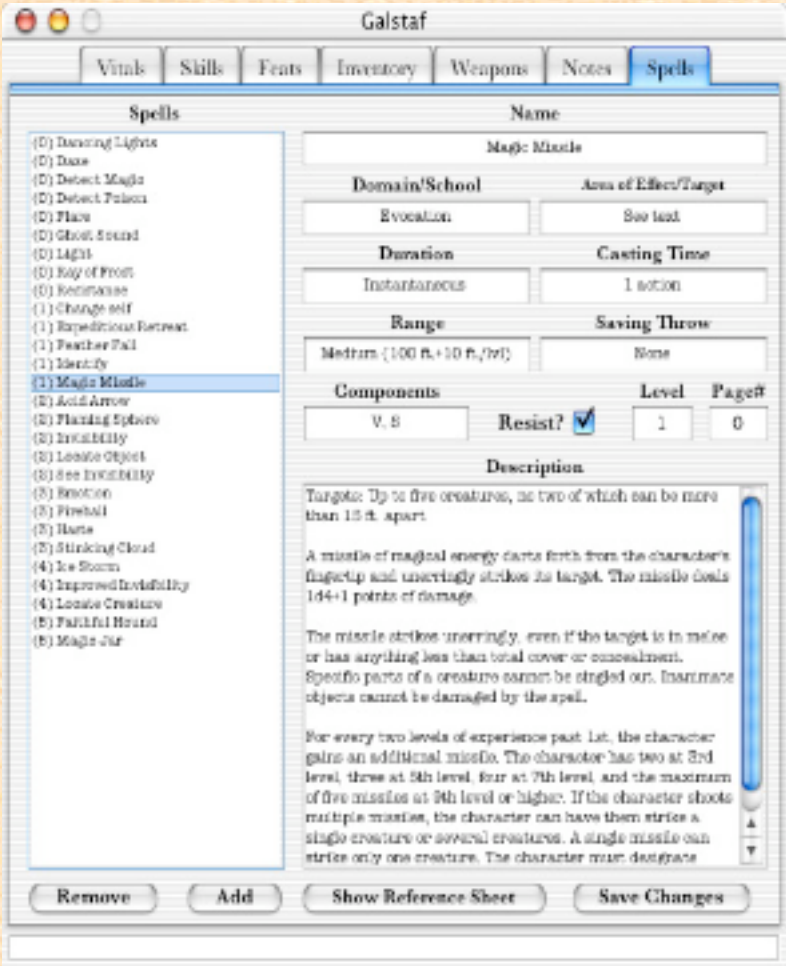 Galstaf
Vitals Skills Feats Inventory Weapons Notes Spells
Spells
(0) Dancing Lights
(0) Daze
(0) Detect Magic
(0) Detect Poison
(0) Flare
(0) Ghost Sound
(0) Light
(0) Ray of Frost
(0) Resistance
(1) Change self
(1) Expeditious Retreat
(1) Feather Fall
(1) Identify
(1) Magic Missile
(2) Acid Arrow
(2) Flaming Sphere
(2) Invisibility
(2) Locate Object
(2) See Invisibility
(3) Emotion
(3) Fireball
(3) Haste
(3) Stinking Cloud
(4) Ice Storm
(4) Improved Invisibility
(4) Locate Creature
(5) Faithful Hound
(5) Magic Jar
Name
Magic Missile
Domain/School
Evocation
Area of Effect/Target
See text
Duration
Instantaneous
Casting Time
1 action
Range
Medium (100 ft.+10 ft./lvl)
Saving Throw
None
Components
V, S
Resist?
Level
1
Page#
0
Description
Targets: Up to five creatures, no two of which can be more
than 15 ft. apart
A missile of magical energy darts forth from the character's
fingertip and unerringly strikes its target. The missile deals
1d4+1 points of damage.
The missile strikes unerringly, even if the target is in melee
or has anything less than total cover or concealment.
Specific parts of a creature cannot be singled out. Inanimate
objects cannot be damaged by the spell.
For every two levels of experience past 1st, the character
gains an additional missile. The character has two at 3rd
level, three at 5th level, four at 7th level, and the maximum
of five missiles at 9th level or higher. If the character shoots
multiple missiles, the character can have them strike a
single creature or several creatures. A single missile can
strike only one creature. The character must designate
Remove Add Show Reference Sheet Save Changes